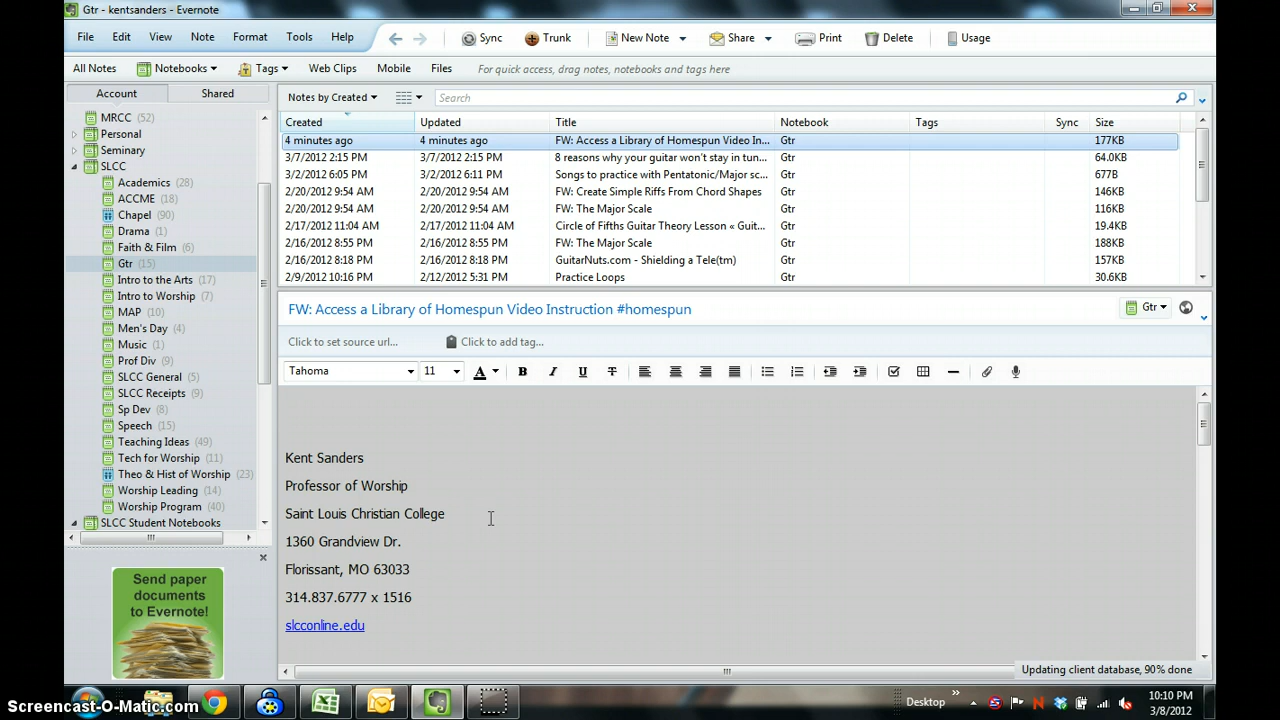 Gtr - kentsanders - Evernote
File Edit View Note Format Tools Help
Sync Trunk New Note Share Print Delete Usage
All Notes Notebooks Tags Web Clips Mobile Files For quick access, drag notes, notebooks and tags here
Account Shared
MRCC (52)
Personal
Seminary
SLCC
Academics (28)
ACCME (18)
Chapel (90)
Drama (1)
Faith & Film (6)
Gtr (15)
Intro to the Arts (17)
Intro to Worship (7)
MAP (10)
Men's Day (4)
Music (1)
Prof Div (9)
SLCC General (5)
SLCC Receipts (9)
Sp Dev (8)
Speech (15)
Teaching Ideas (49)
Tech for Worship (11)
Theo & Hist of Worship (23)
Worship Leading (14)
Worship Program (40)
SLCC Student Notebooks
Send paper
documents
to Evernote!
Notes by Created Search
Created Updated Title Notebook Tags Sync Size
4 minutes ago 4 minutes ago FW: Access a Library of Homespun Video In... Gtr 177KB
3/7/2012 2:15 PM 3/7/2012 2:15 PM 8 reasons why your guitar won't stay in tun... Gtr 64.0KB
3/2/2012 6:05 PM 3/2/2012 6:11 PM Songs to practice with Pentatonic/Major sc... Gtr 677B
2/20/2012 9:54 AM 2/20/2012 9:54 AM FW: Create Simple Riffs From Chord Shapes Gtr 146KB
2/20/2012 9:54 AM 2/20/2012 9:54 AM FW: The Major Scale Gtr 116KB
2/17/2012 11:04 AM 2/17/2012 11:04 AM Circle of Fifths Guitar Theory Lesson « Guit... Gtr 19.4KB
2/16/2012 8:55 PM 2/16/2012 8:55 PM FW: The Major Scale Gtr 188KB
2/16/2012 8:18 PM 2/16/2012 8:18 PM GuitarNuts.com - Shielding a Tele(tm) Gtr 157KB
2/9/2012 10:16 PM 2/12/2012 5:31 PM Practice Loops Gtr 30.6KB
FW: Access a Library of Homespun Video Instruction #homespun Gtr
Click to set source url... Click to add tag...
Tahoma 11 A B I U T
Kent Sanders
Professor of Worship
Saint Louis Christian College
1360 Grandview Dr.
Florissant, MO 63033
314.837.6777 x 1516
slcconline.edu
Updating client database, 90% done
Desktop » 10:10 PM
3/8/2012
Screencast-O-Matic.com